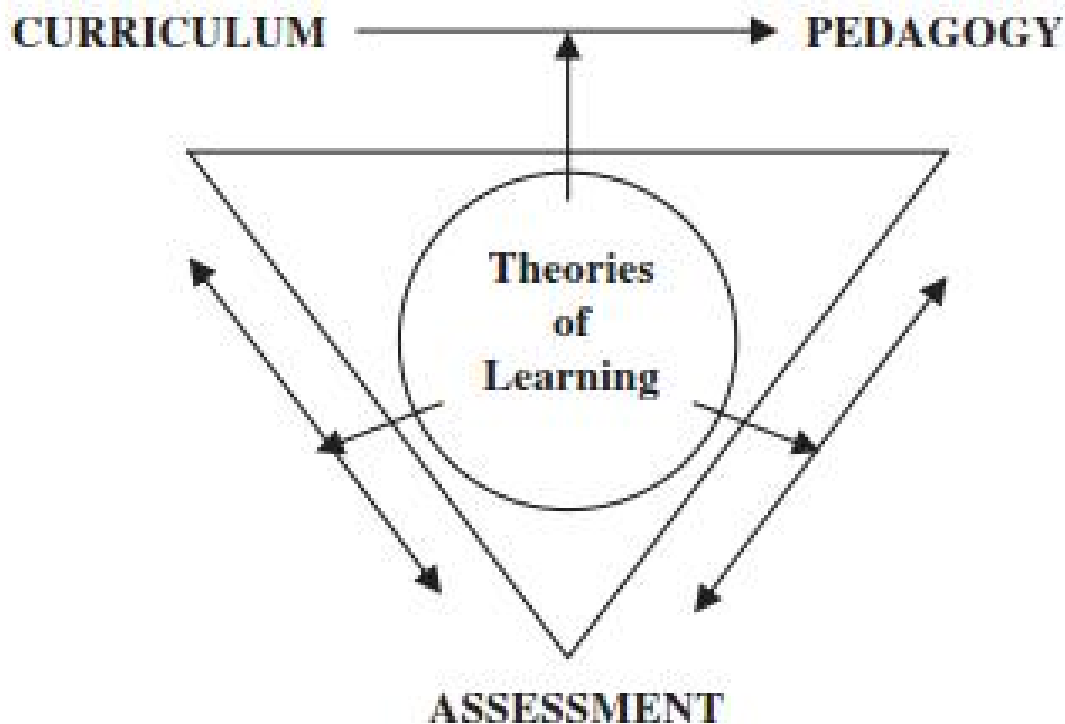 CURRICULUM
PEDAGOGY
Theories
of
Learning
ASSESSMENT